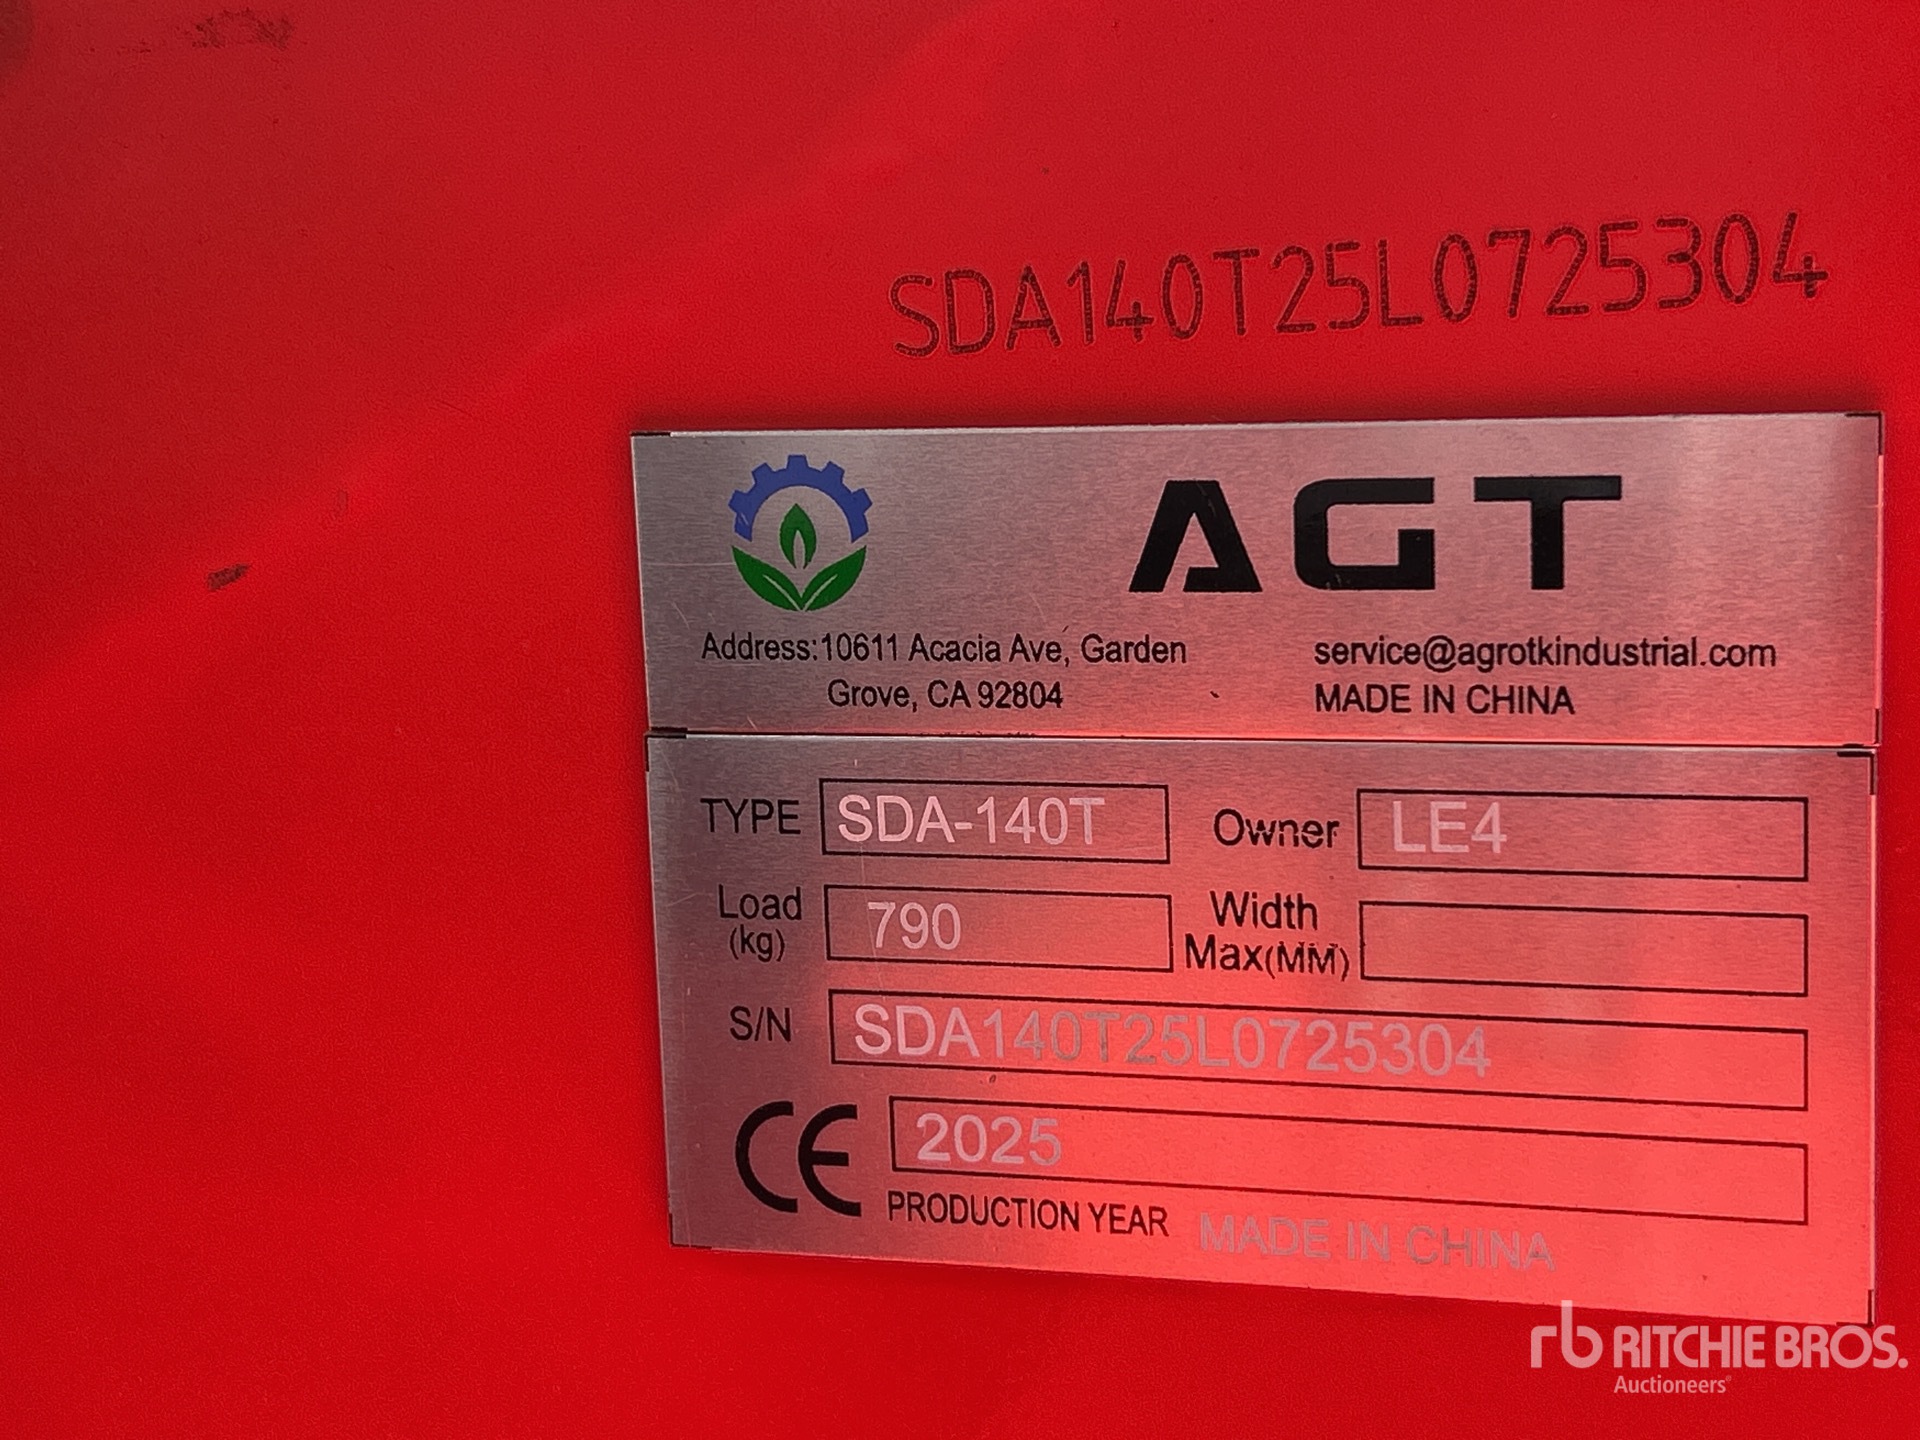 SDA140T25L0725304
AGT
Address:10611 Acacia Ave, Garden
Grove, CA 92804
service@agrotkindustrial.com
MADE IN CHINA
TYPE SDA-140T Owner LE4
Load (kg) 790 Width Max(MM)
S/N SDA140T25L0725304
CE 2025
PRODUCTION YEAR MADE IN CHINA
rb RITCHIE BROS.
Auctioneers®